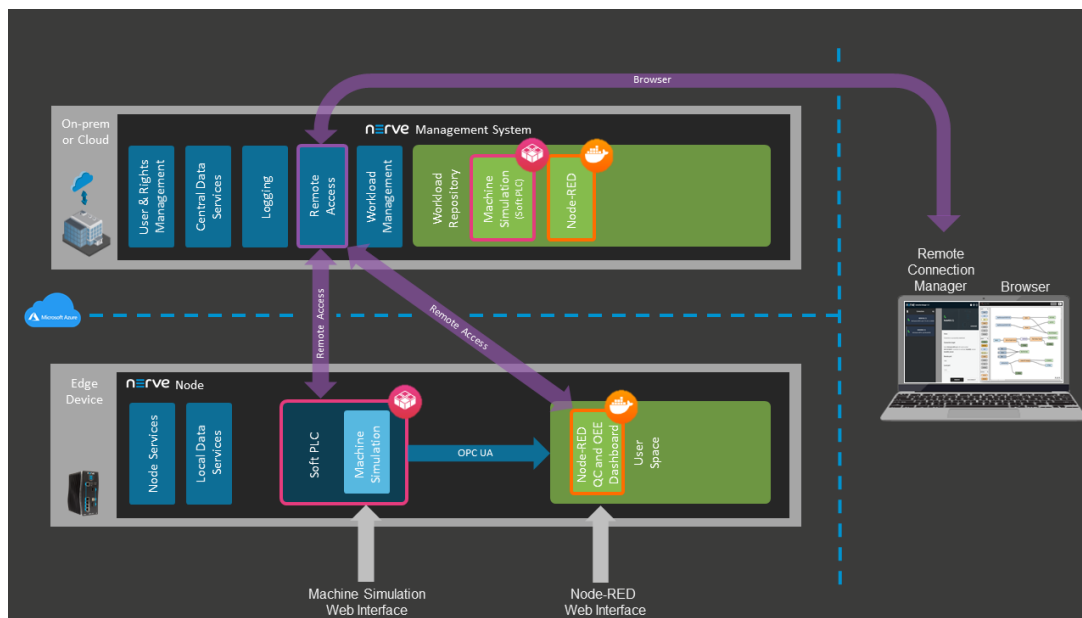 Browser
On-prem
or Cloud
nerve Management System
User & Rights
Management
Central Data
Services
Logging
Remote
Access
Workload
Management
Workload
Repository
Machine
Simulation
(Soft PLC)
Node-RED
Remote
Connection
Manager
Browser
Microsoft Azure
Remote Access
Remote Access
Edge
Device
nerve Node
Node Services
Local Data
Services
Soft PLC
Machine
Simulation
OPC UA
Node-RED
QC and OEE
Dashboard
User
Space
Machine Simulation
Web Interface
Node-RED
Web Interface